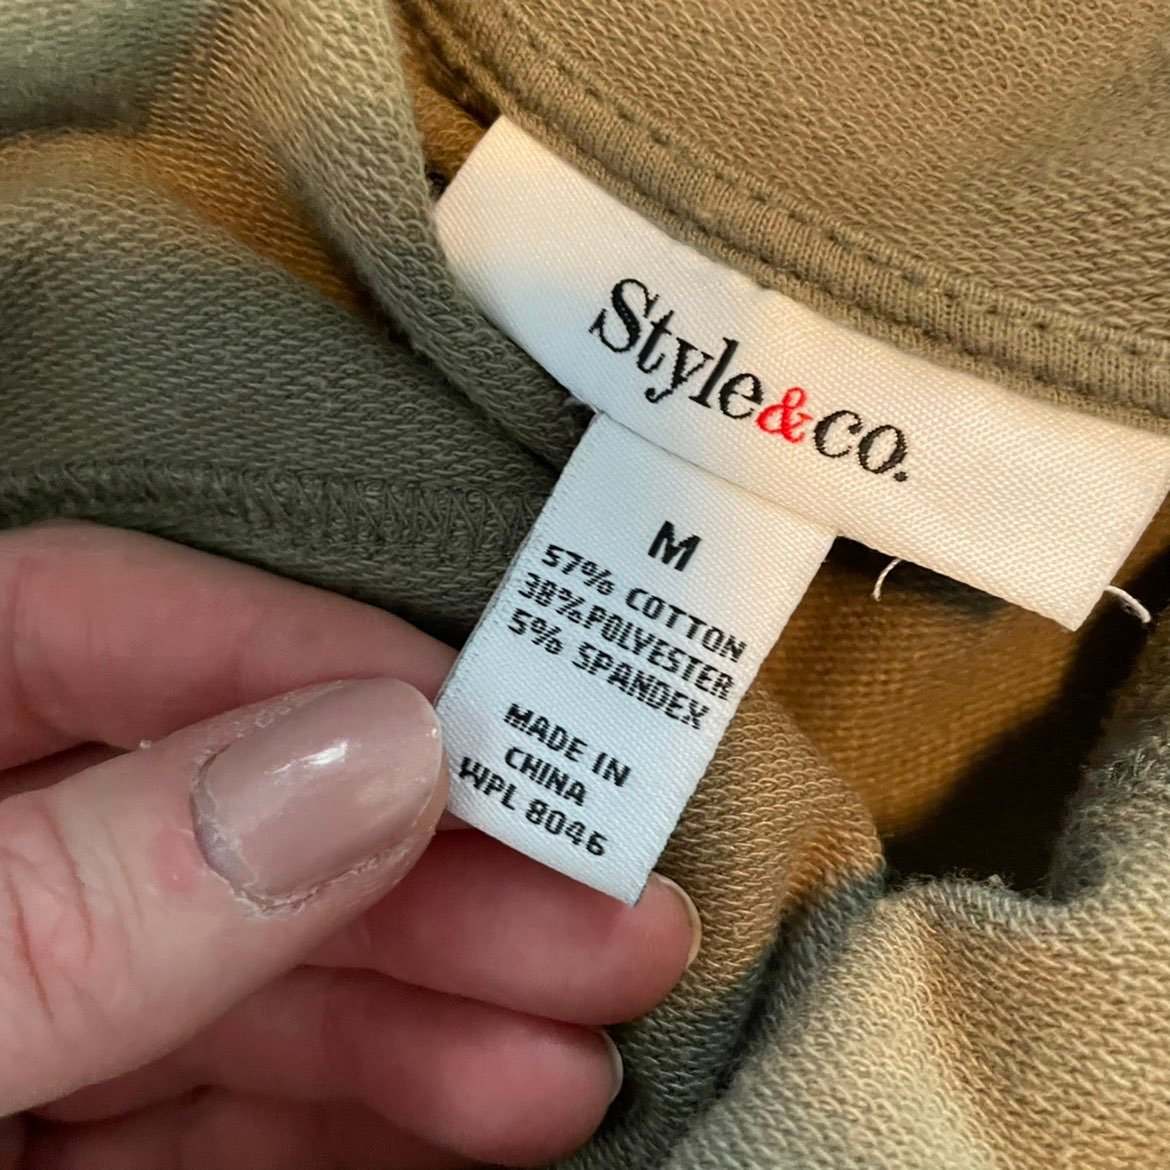 Style&co.
M
57% COTTON
38%POLYESTER
5% SPANDEX
MADE IN
CHINA
WPL 8046